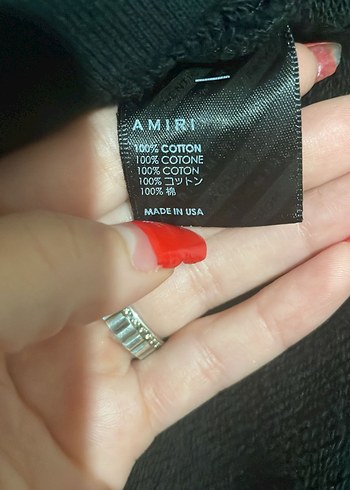 AMIRI
100% COTTON
100% COTONE
100% COTON
100% コットン
100% 棉
MADE IN USA